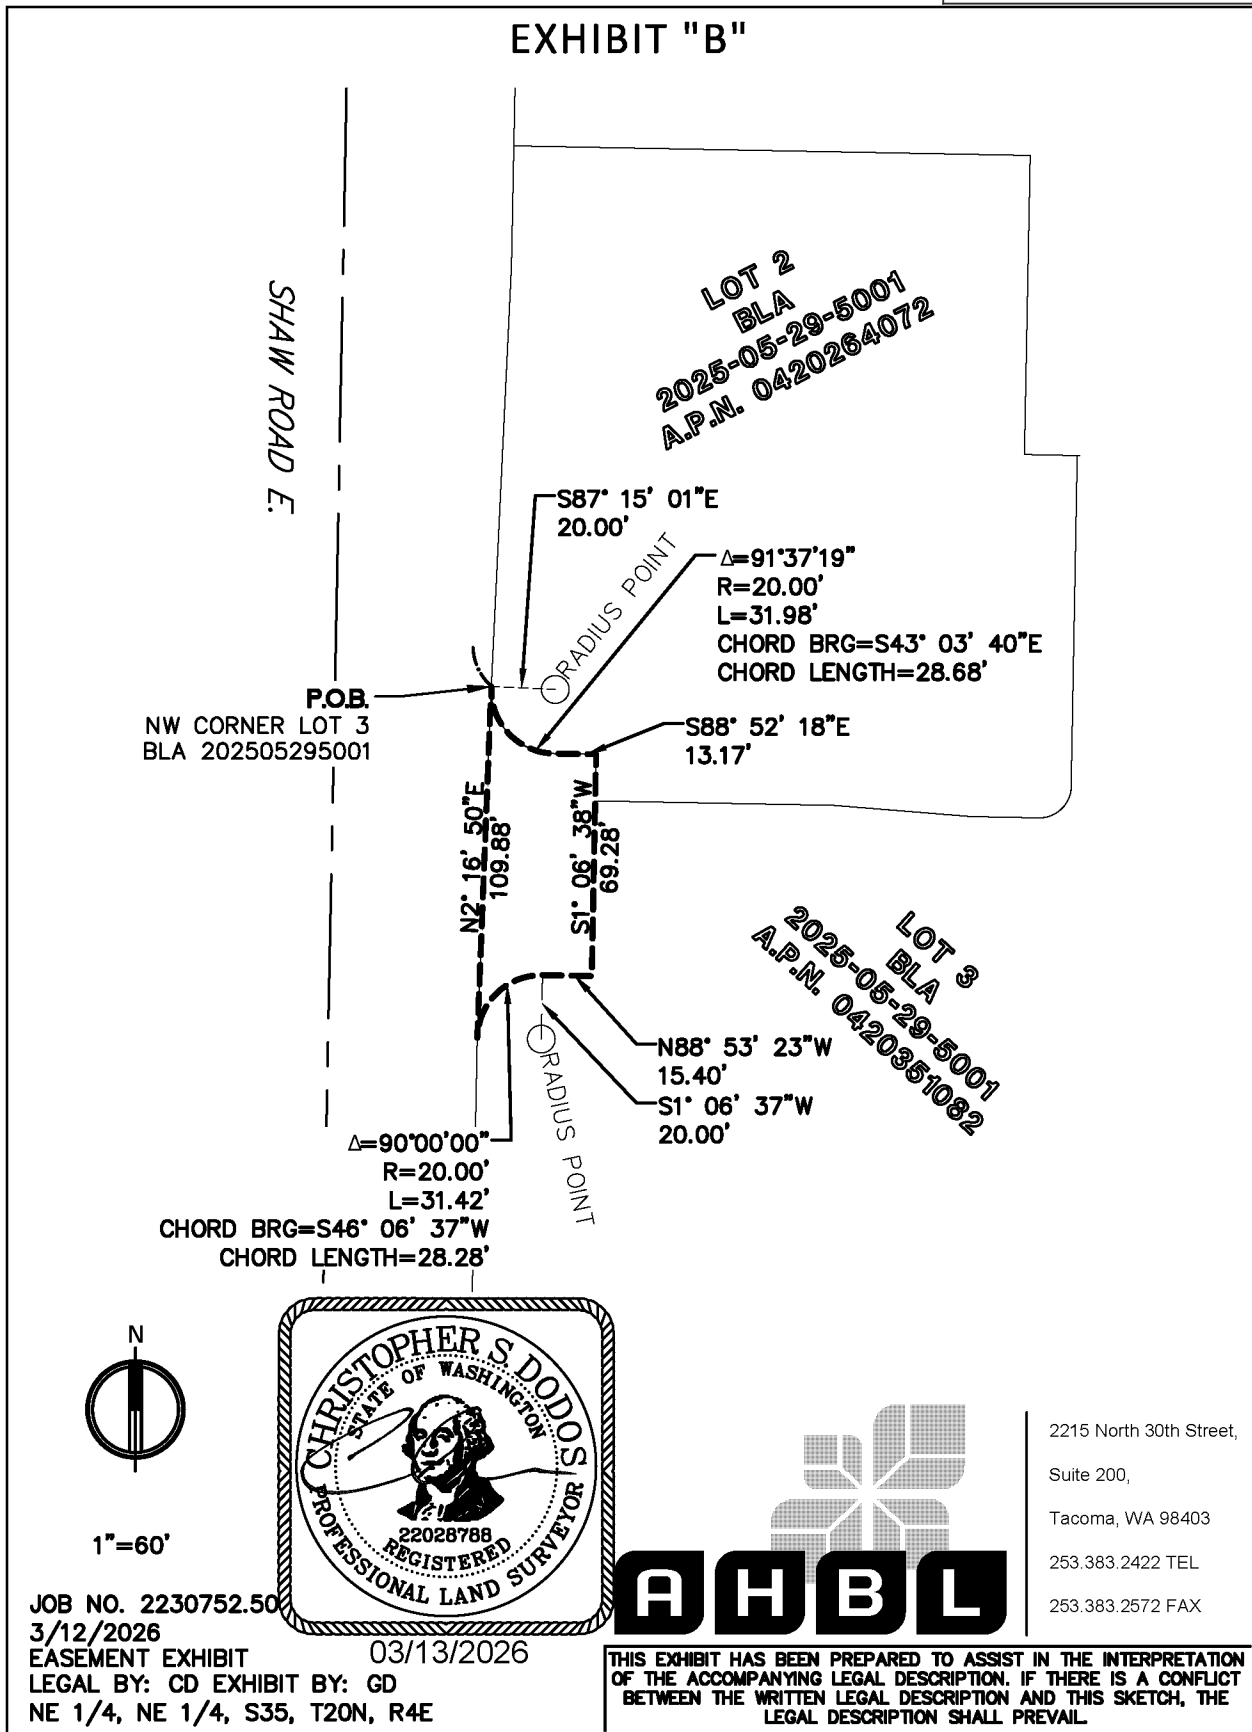 EXHIBIT "B"
SHAW ROAD E.
LOT 2
BLA
2025-05-29-5001
A.P.N. 0420264072
S87° 15' 01"E
20.00'
RADIUS POINT
Δ=91°37'19"
R=20.00'
L=31.98'
CHORD BRG=S43° 03' 40"E
CHORD LENGTH=28.68'
P.O.B.
NW CORNER LOT 3
BLA 202505295001
S88° 52' 18"E
13.17'
N2° 16' 50"E
109.88'
S1° 06' 38"W
69.28'
LOT 3
BLA
2025-05-29-5001
A.P.N. 0420351082
N88° 53' 23"W
15.40'
S1° 06' 37"W
20.00'
RADIUS POINT
Δ=90°00'00"
R=20.00'
L=31.42'
CHORD BRG=S46° 06' 37"W
CHORD LENGTH=28.28'
N
1"=60'
CHRISTOPHER S. DODOS
STATE OF WASHINGTON
22028788
REGISTERED
PROFESSIONAL LAND SURVEYOR
03/13/2026
JOB NO. 2230752.50
3/12/2026
EASEMENT EXHIBIT
LEGAL BY: CD EXHIBIT BY: GD
NE 1/4, NE 1/4, S35, T20N, R4E
AHBL
2215 North 30th Street,
Suite 200,
Tacoma, WA 98403
253.383.2422 TEL
253.383.2572 FAX
THIS EXHIBIT HAS BEEN PREPARED TO ASSIST IN THE INTERPRETATION
OF THE ACCOMPANYING LEGAL DESCRIPTION. IF THERE IS A CONFLICT
BETWEEN THE WRITTEN LEGAL DESCRIPTION AND THIS SKETCH, THE
LEGAL DESCRIPTION SHALL PREVAIL.